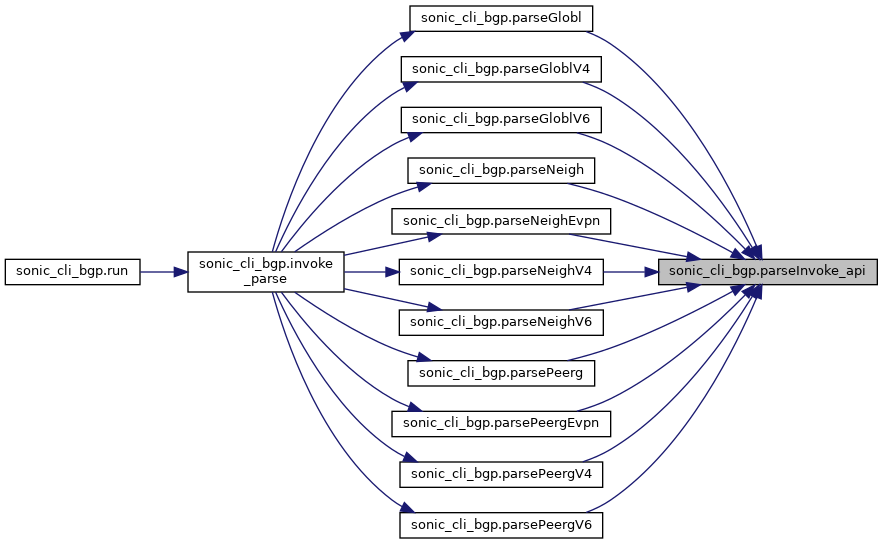 sonic_cli_bgp.parseGlobl
sonic_cli_bgp.parseGloblV4
sonic_cli_bgp.parseGloblV6
sonic_cli_bgp.parseNeigh
sonic_cli_bgp.parseNeighEvpn
sonic_cli_bgp.run
sonic_cli_bgp.invoke
_parse
sonic_cli_bgp.parseNeighV4
sonic_cli_bgp.parseInvoke_api
sonic_cli_bgp.parseNeighV6
sonic_cli_bgp.parsePeerg
sonic_cli_bgp.parsePeergEvpn
sonic_cli_bgp.parsePeergV4
sonic_cli_bgp.parsePeergV6